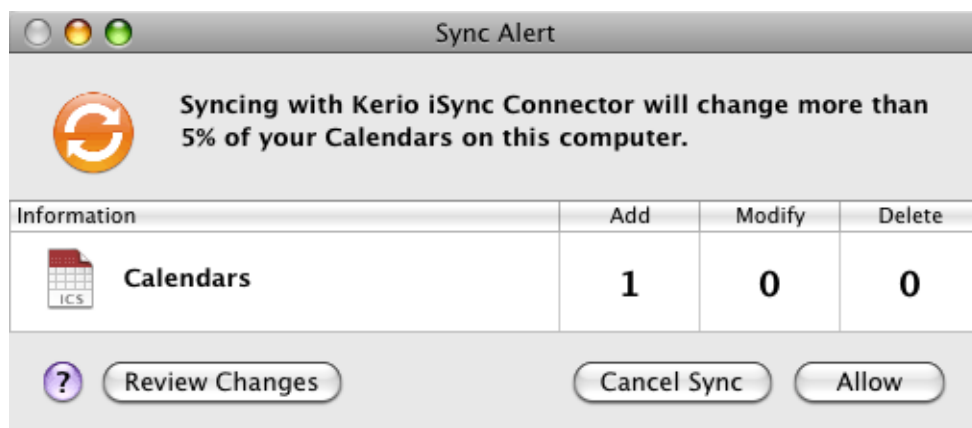 Sync Alert
Syncing with Kerio iSync Connector will change more than
5% of your Calendars on this computer.
Information Add Modify Delete
ICS Calendars 1 0 0
? Review Changes Cancel Sync Allow